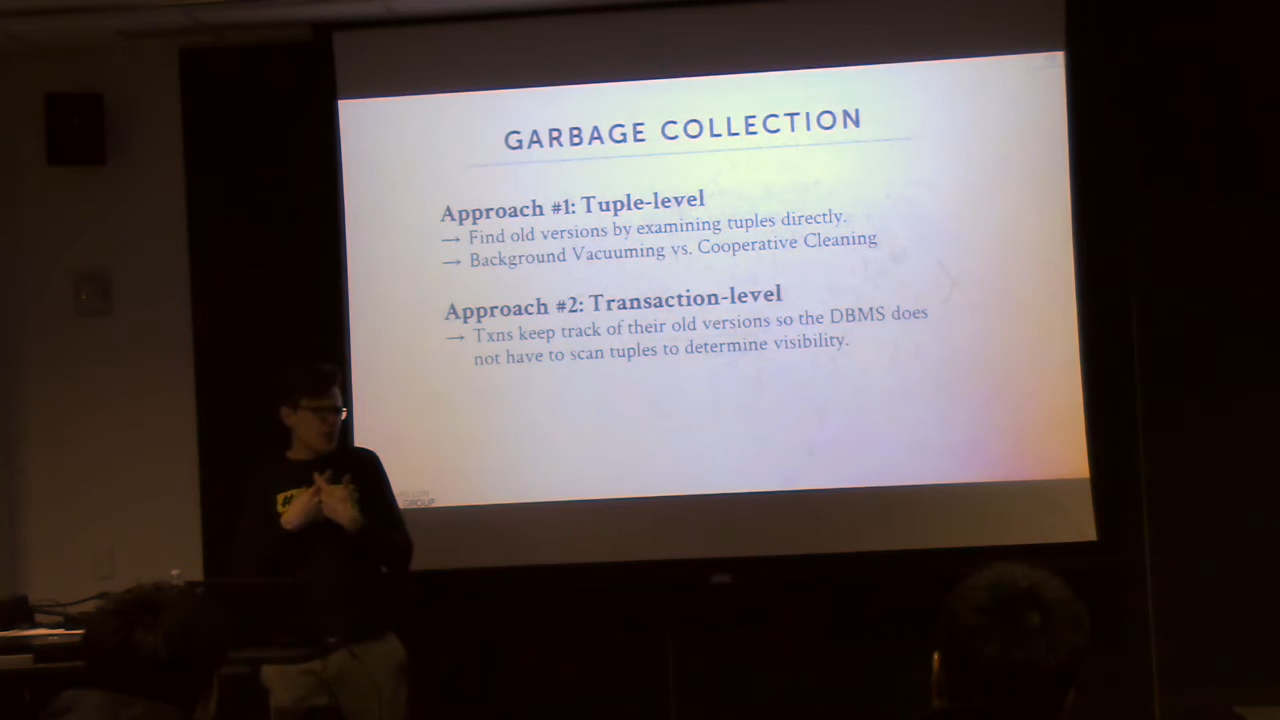 GARBAGE COLLECTION
Approach #1: Tuple-level
→ Find old versions by examining tuples directly.
→ Background Vacuuming vs. Cooperative Cleaning
Approach #2: Transaction-level
→ Txns keep track of their old versions so the DBMS does
not have to scan tuples to determine visibility.
GROUP